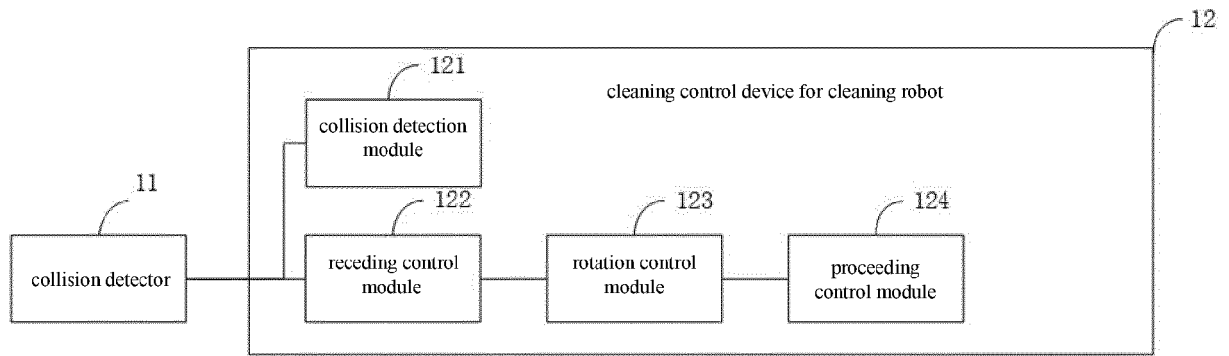 12
121
cleaning control device for cleaning robot
collision detection
module
11
122
123
124
collision detector
receding control
module
rotation control
module
proceeding
control module